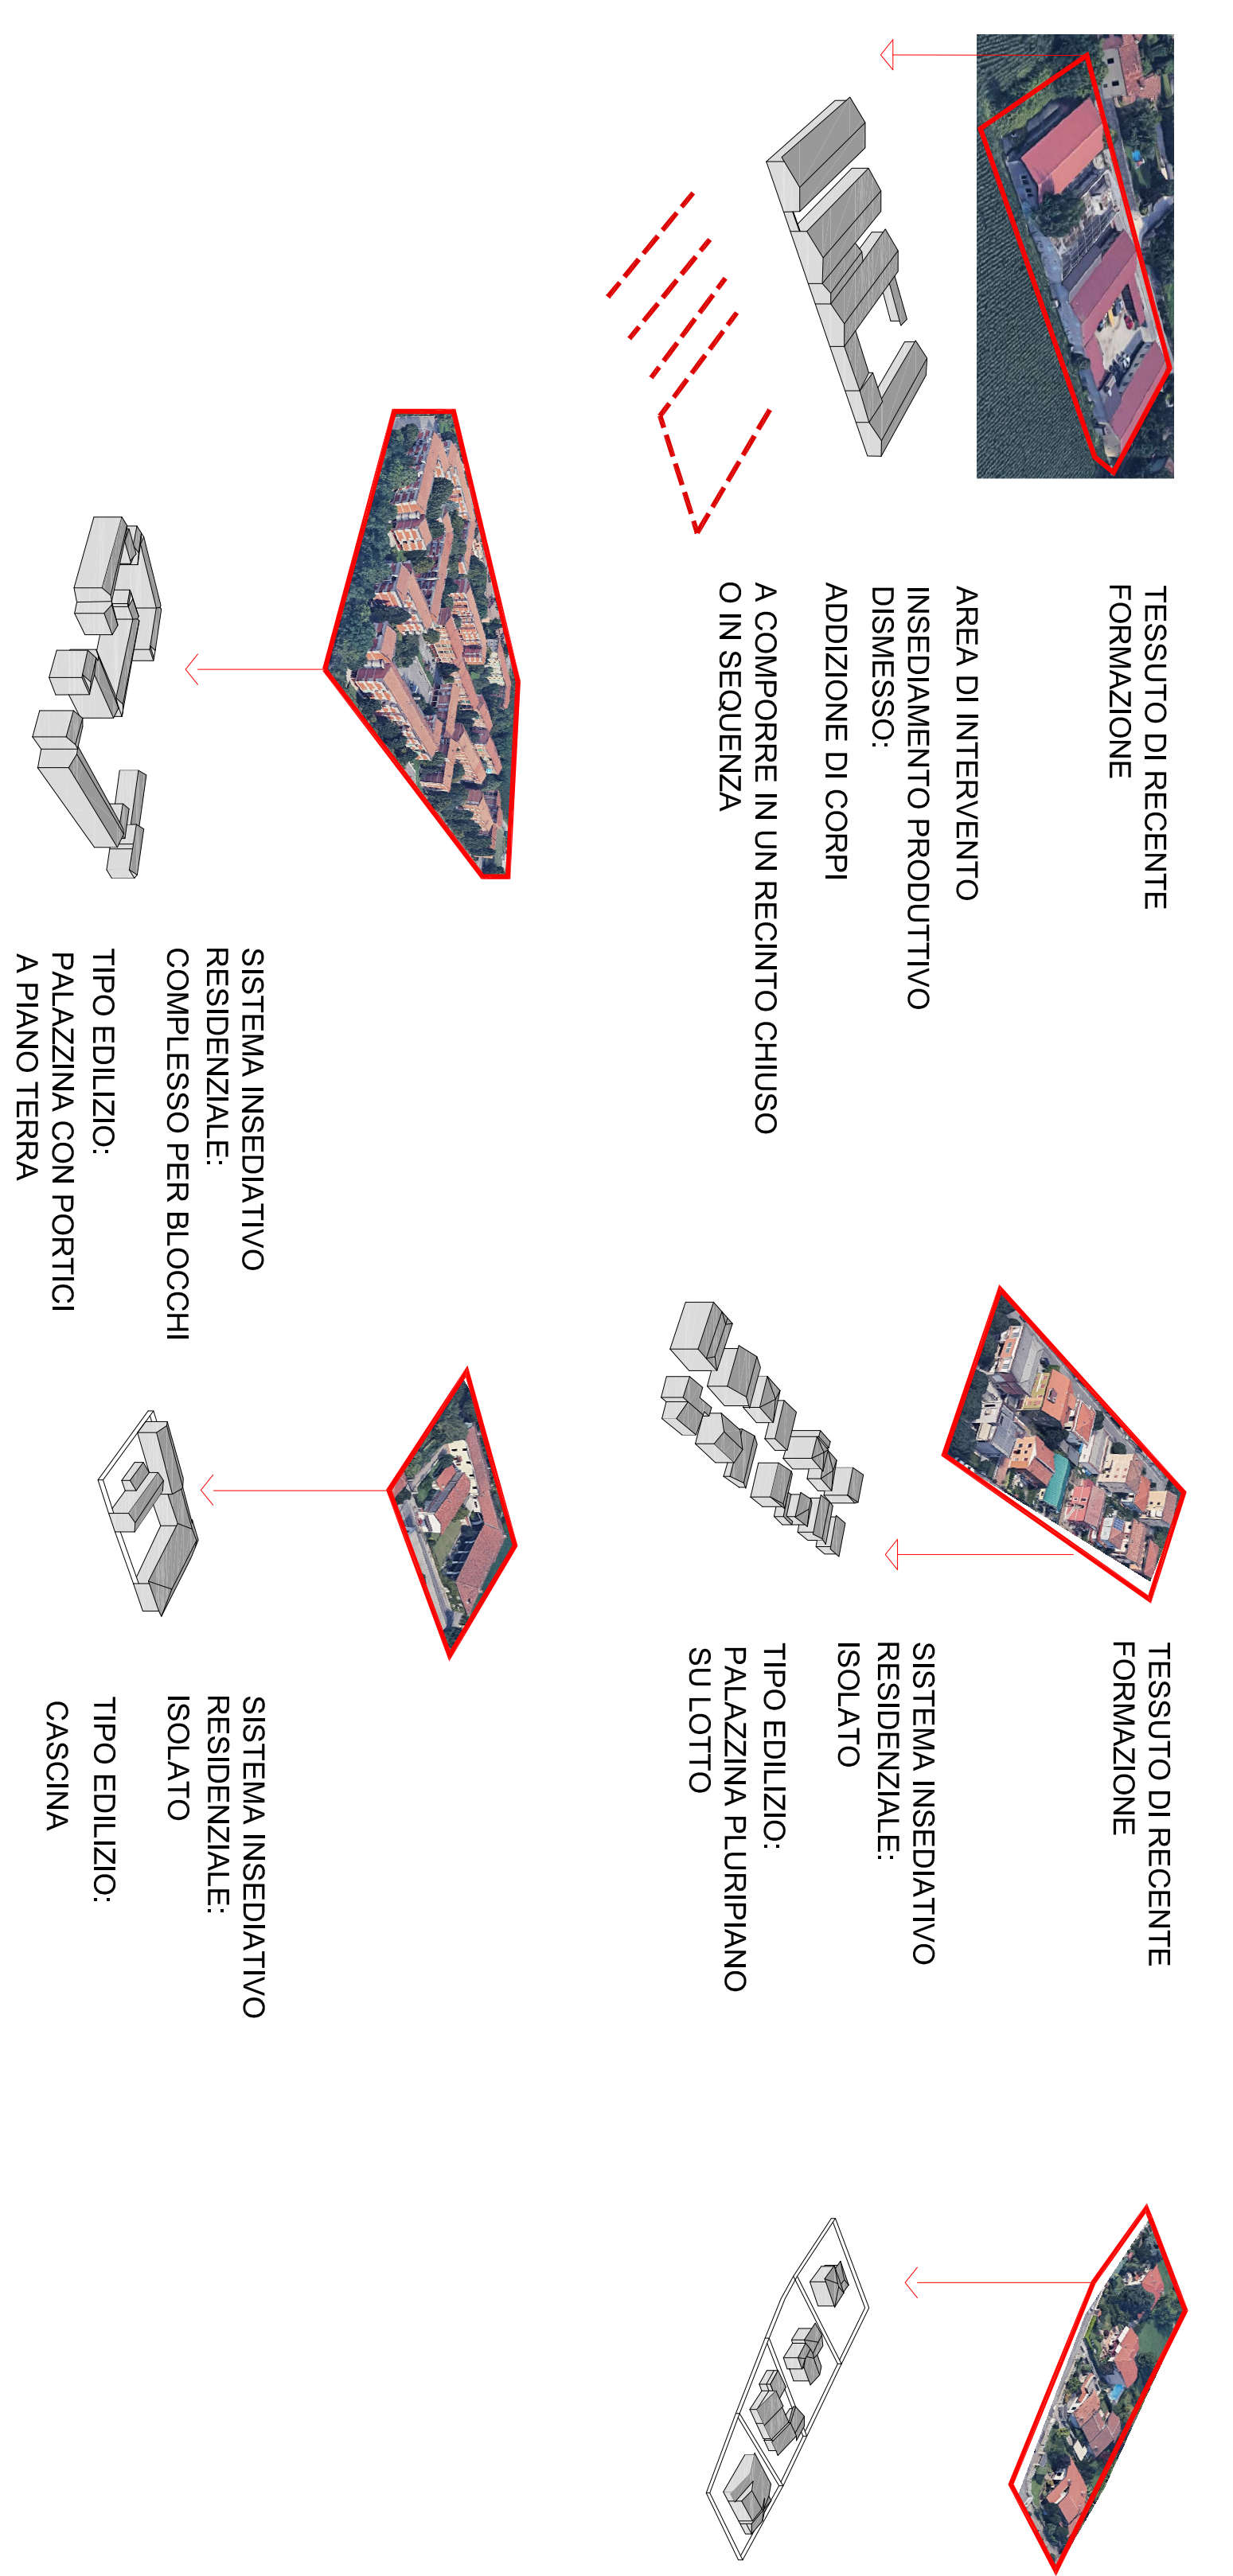 TESSUTO DI RECENTE
FORMAZIONE
AREA DI INTERVENTO
INSEDIAMENTO PRODUTTIVO
DISMESSO:
ADDIZIONE DI CORPI
A COMPORRE IN UN RECINTO CHIUSO
O IN SEQUENZA
TESSUTO DI RECENTE
FORMAZIONE
SISTEMA INSEDIATIVO
RESIDENZIALE:
ISOLATO
TIPO EDILIZIO:
PALAZZINA PLURIPIANO
SU LOTTO
SISTEMA INSEDIATIVO
RESIDENZIALE:
COMPLESSO PER BLOCCHI
TIPO EDILIZIO:
PALAZZINA CON PORTICI
A PIANO TERRA
SISTEMA INSEDIATIVO
RESIDENZIALE:
ISOLATO
TIPO EDILIZIO:
CASCINA